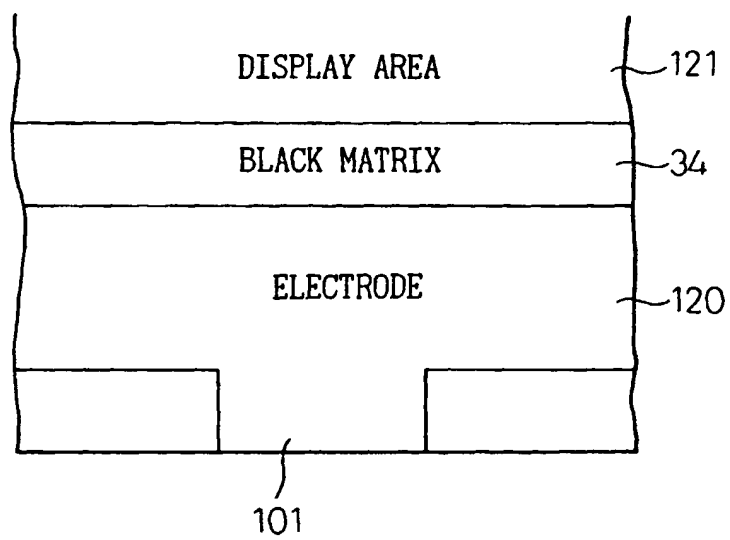 DISPLAY AREA
121
BLACK MATRIX
34
ELECTRODE
120
101